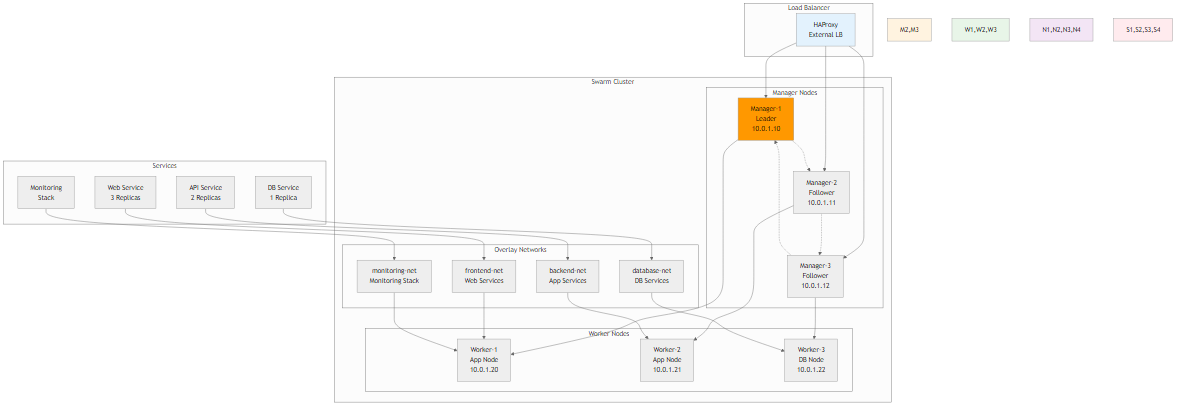 Load Balancer
HAProxy
External LB
M2,M3
W1,W2,W3
N1,N2,N3,N4
S1,S2,S3,S4
Swarm Cluster
Manager Nodes
Manager-1
Leader
10.0.1.10
Manager-2
Follower
10.0.1.11
Manager-3
Follower
10.0.1.12
Services
Monitoring
Stack
Web Service
3 Replicas
API Service
2 Replicas
DB Service
1 Replica
Overlay Networks
monitoring-net
Monitoring Stack
frontend-net
Web Services
backend-net
App Services
database-net
DB Services
Worker Nodes
Worker-1
App Node
10.0.1.20
Worker-2
App Node
10.0.1.21
Worker-3
DB Node
10.0.1.22